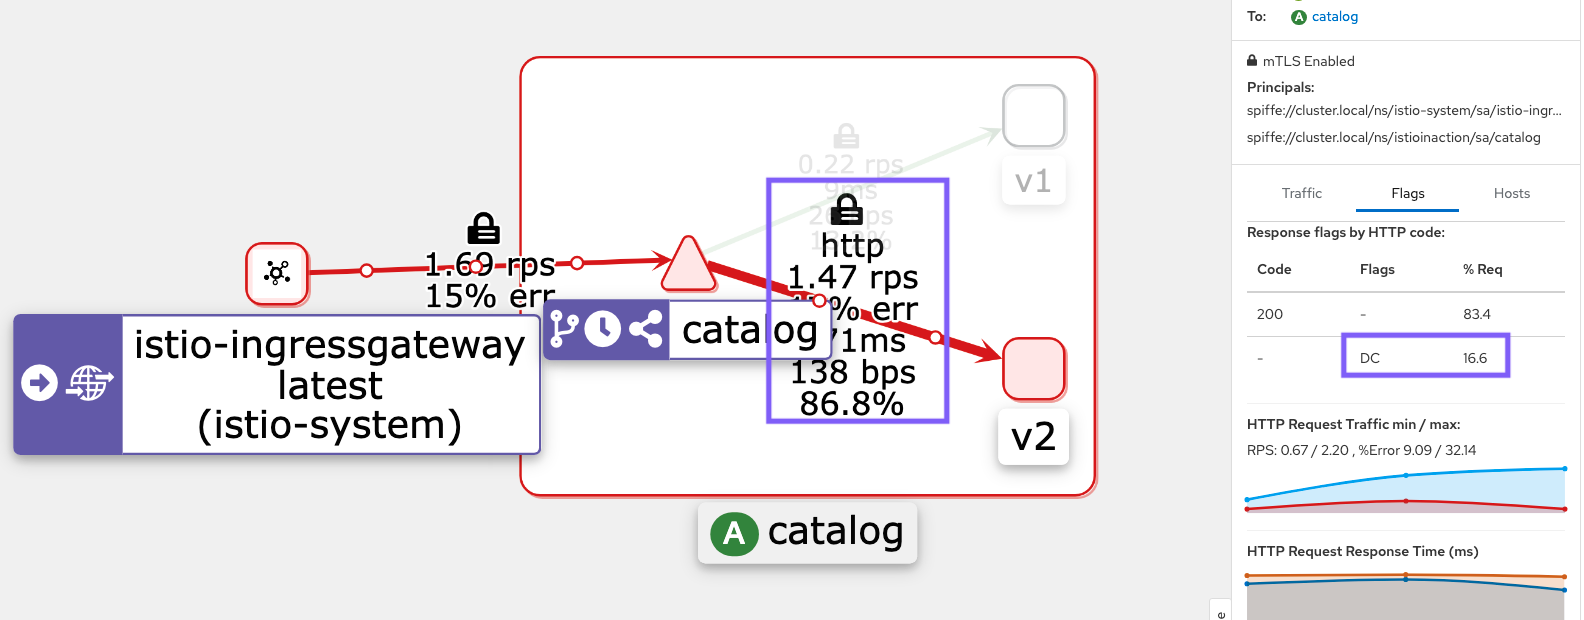 0.22 rps
9ms
http
1.47 rps
% err
71ms
138 bps
86.8%
v1
v2
1.69 rps
15% err
istio-ingressgateway
latest
(istio-system)
catalog
A catalog
To: A catalog
mTLS Enabled
Principals:
spiffe://cluster.local/ns/istio-system/sa/istio-ingr...
spiffe://cluster.local/ns/istioinaction/sa/catalog
Traffic Flags Hosts
Response flags by HTTP code:
Code Flags % Req
200 - 83.4
- DC 16.6
HTTP Request Traffic min / max:
RPS: 0.67 / 2.20 , %Error 9.09 / 32.14
HTTP Request Response Time (ms)